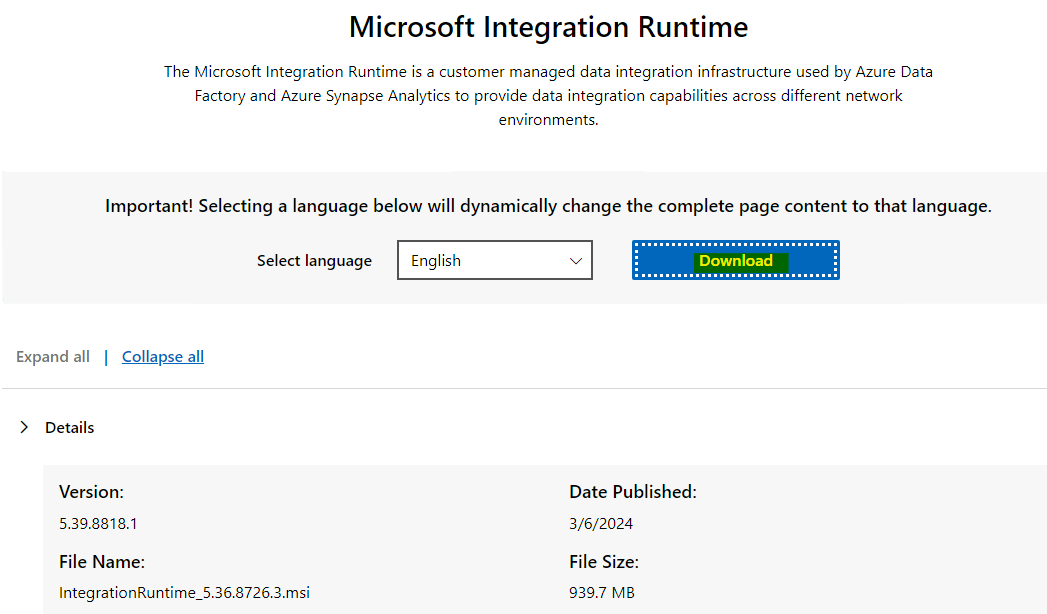 Microsoft Integration Runtime
The Microsoft Integration Runtime is a customer managed data integration infrastructure used by Azure Data
Factory and Azure Synapse Analytics to provide data integration capabilities across different network
environments.
Important! Selecting a language below will dynamically change the complete page content to that language.
Select language English Download
Expand all | Collapse all
Details
Version: Date Published:
5.39.8818.1 3/6/2024
File Name: File Size:
IntegrationRuntime_5.36.8726.3.msi 939.7 MB